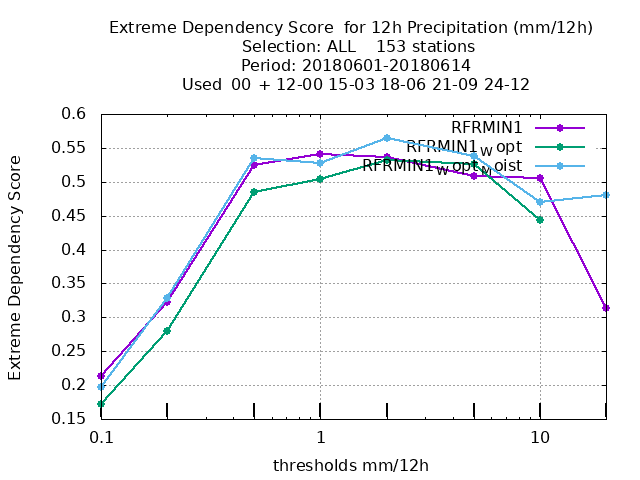 Extreme Dependency Score  for 12h Precipitation (mm/12h)
Selection: ALL    153 stations
Period: 20180601-20180614
Used  00 + 12-00 15-03 18-06 21-09 24-12
Extreme Dependency Score
0.6
0.55
0.5
0.45
0.4
0.35
0.3
0.25
0.2
0.15
RFRMIN1
RFRMIN1Wopt
RFRMIN1WoptMoist
0.1
1
10
thresholds mm/12h